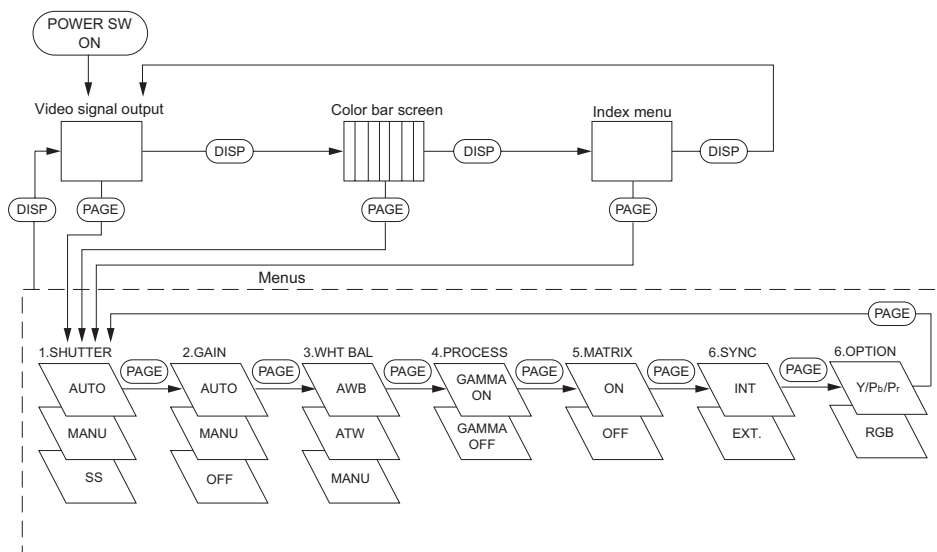 POWER SW
ON
Video signal output
Color bar screen
Index menu
DISP
DISP
DISP
DISP
PAGE
PAGE
PAGE
Menus
PAGE
1.SHUTTER
2.GAIN
3.WHT BAL
4.PROCESS
5.MATRIX
6.SYNC
6.OPTION
PAGE
PAGE
PAGE
PAGE
PAGE
PAGE
AUTO
AUTO
AWB
GAMMA
ON
ON
INT
Y/Pb/Pr
MANU
MANU
ATW
GAMMA
OFF
OFF
EXT.
RGB
SS
OFF
MANU